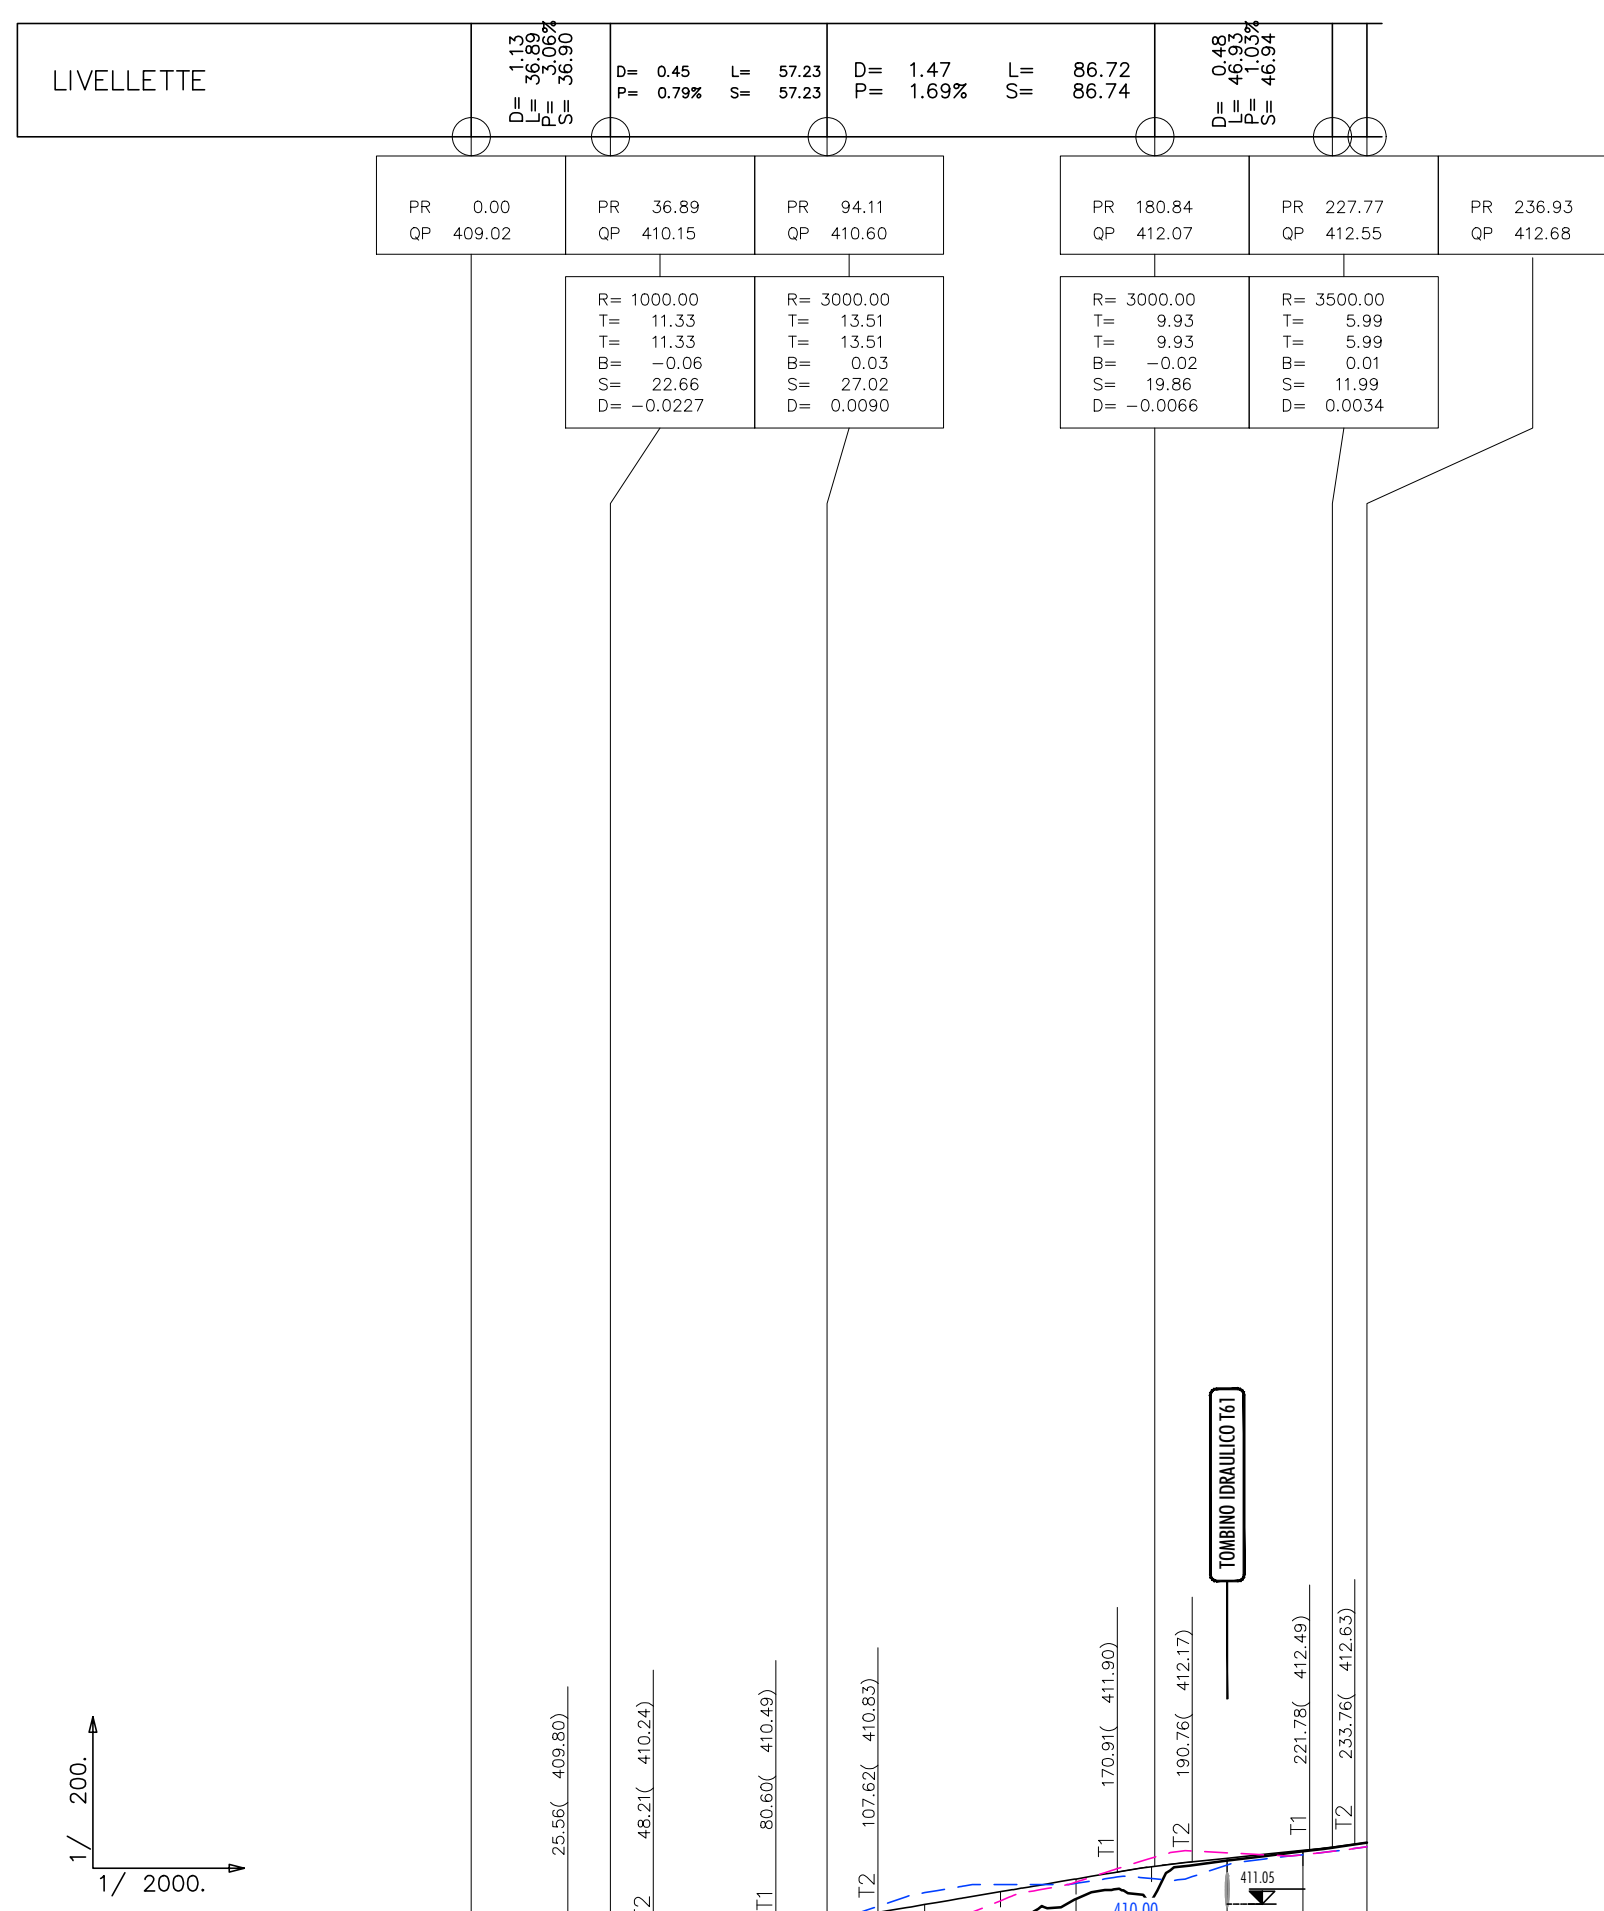 LIVELLETTE
D= 1.13
L= 36.89
P= 3.06%
S= 36.90
D= 0.45 L= 57.23
P= 0.79% S= 57.23
D= 1.47 L= 86.72
P= 1.69% S= 86.74
D= 0.48
L= 46.93
P= 1.03%
S= 46.94
PR 0.00
QP 409.02
PR 36.89
QP 410.15
PR 94.11
QP 410.60
PR 180.84
QP 412.07
PR 227.77
QP 412.55
PR 236.93
QP 412.68
R= 1000.00
T= 11.33
T= 11.33
B= −0.06
S= 22.66
D= −0.0227
R= 3000.00
T= 13.51
T= 13.51
B= 0.03
S= 27.02
D= 0.0090
R= 3000.00
T= 9.93
T= 9.93
B= −0.02
S= 19.86
D= −0.0066
R= 3500.00
T= 5.99
T= 5.99
B= 0.01
S= 11.99
D= 0.0034
TOMBINO IDRAULICO T61
25.56( 409.80)
48.21( 410.24)
80.60( 410.49)
107.62( 410.83)
170.91( 411.90)
190.76( 412.17)
221.78( 412.49)
233.76( 412.63)
T1
T2
T1
T2
T2
T1
T2
1/ 200.
1/ 2000.
411.05
410.00